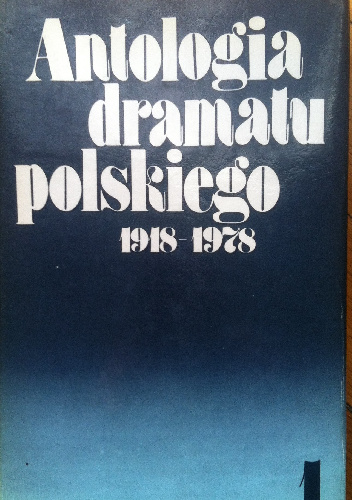 Antologia
dramatu
polskiego
1918-1978
1